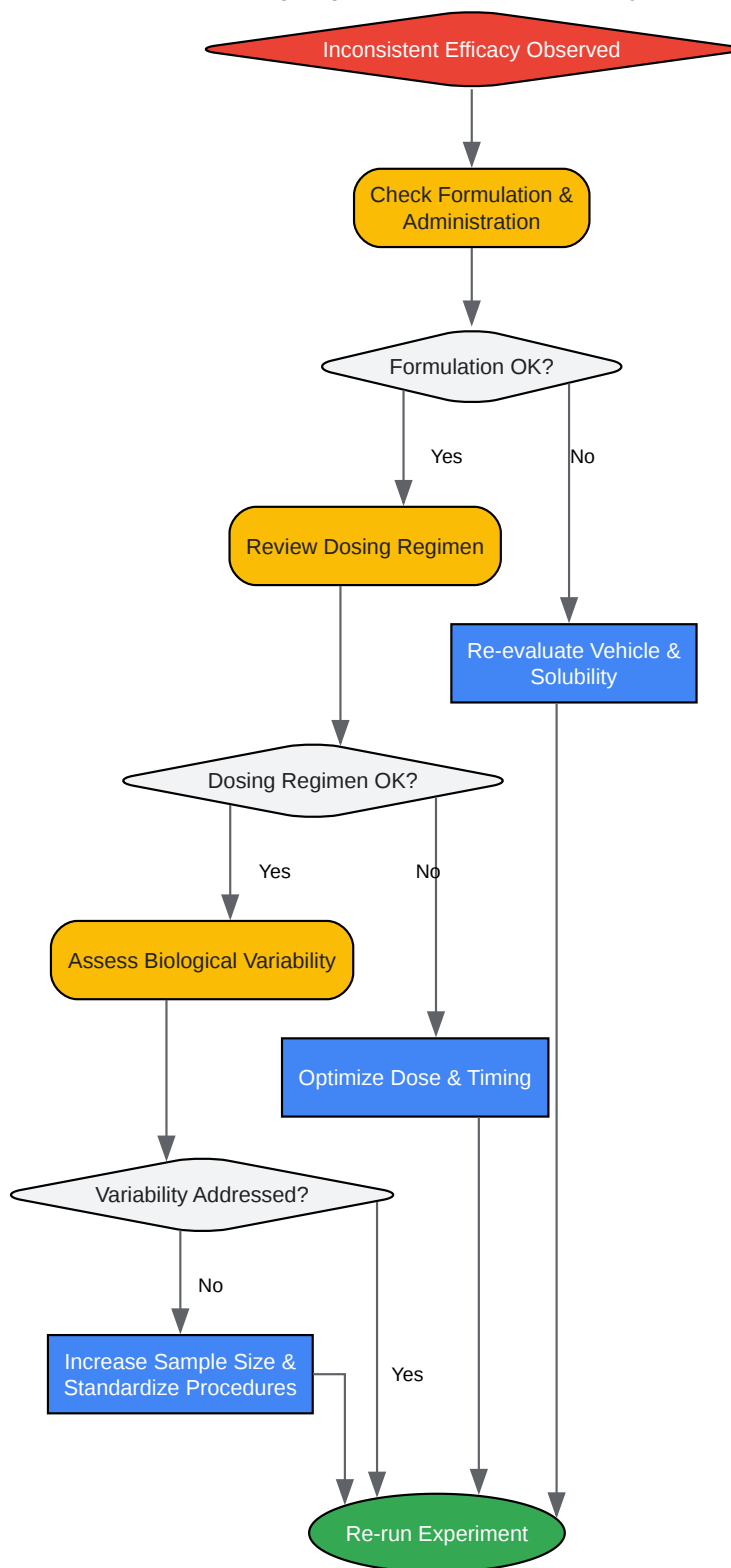 Inconsistent Efficacy Observed
Check Formulation &
Administration
Formulation OK?
Yes
No
Review Dosing Regimen
Re-evaluate Vehicle &
Solubility
Dosing Regimen OK?
Yes
No
Assess Biological Variability
Optimize Dose & Timing
Variability Addressed?
No
Increase Sample Size &
Standardize Procedures
Yes
Re-run Experiment